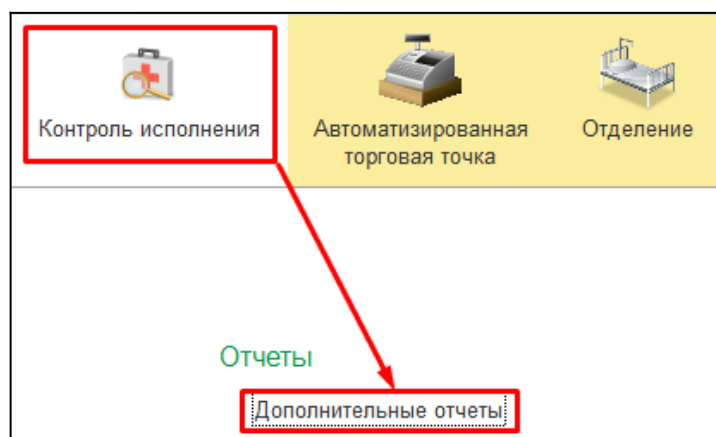 Контроль исполнения
Автоматизированная
торговая точка
Отделение
Отчеты
Дополнительные отчеты